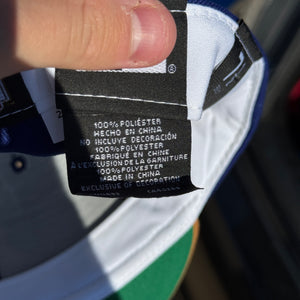 100% POLIÉSTER
HECHO EN CHINA
NO INCLUYE DECORACIÓN
100% POLYESTER
FABRIQUÉ EN CHINE
À L'EXCLUSION DE LA GARNITURE
100% POLYESTER
MADE IN CHINA
EXCLUSIVE OF DECORATION
®